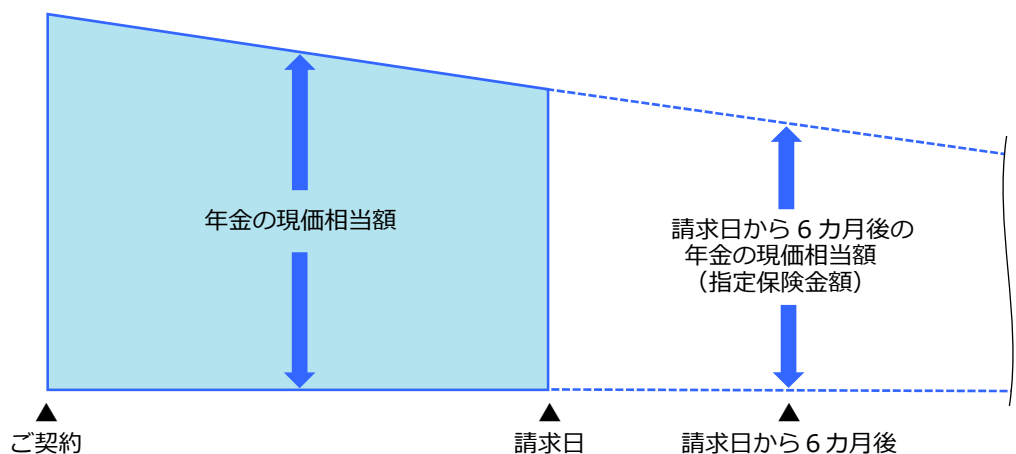 年金の現価相当額
請求日から6カ月後の
年金の現価相当額
（指定保険金額）
▲
▲
▲
ご契約
請求日
請求日から6カ月後